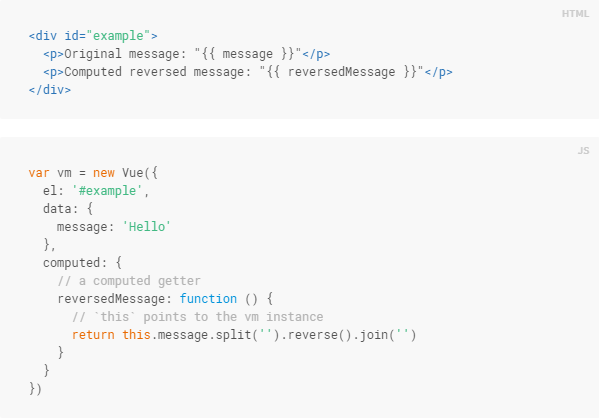 HTML
<div id="example">
  <p>Original message: "{{ message }}"</p>
  <p>Computed reversed message: "{{ reversedMessage }}"</p>
</div>
JS
var vm = new Vue({
  el: '#example',
  data: {
    message: 'Hello'
  },
  computed: {
    // a computed getter
    reversedMessage: function () {
      // `this` points to the vm instance
      return this.message.split('').reverse().join('')
    }
  }
})